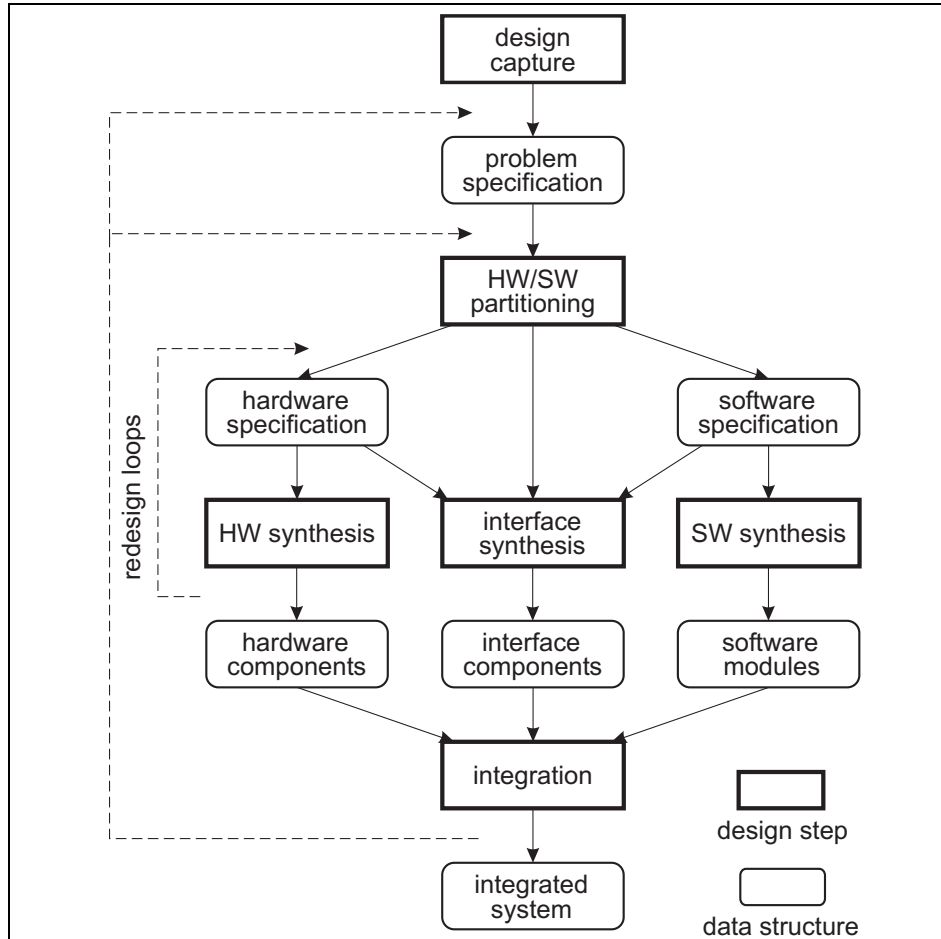 design
capture
problem
specification
HW/SW
partitioning
hardware
specification
software
specification
redesign loops
HW synthesis
interface
synthesis
SW synthesis
hardware
components
interface
components
software
modules
integration
design step
integrated
system
data structure